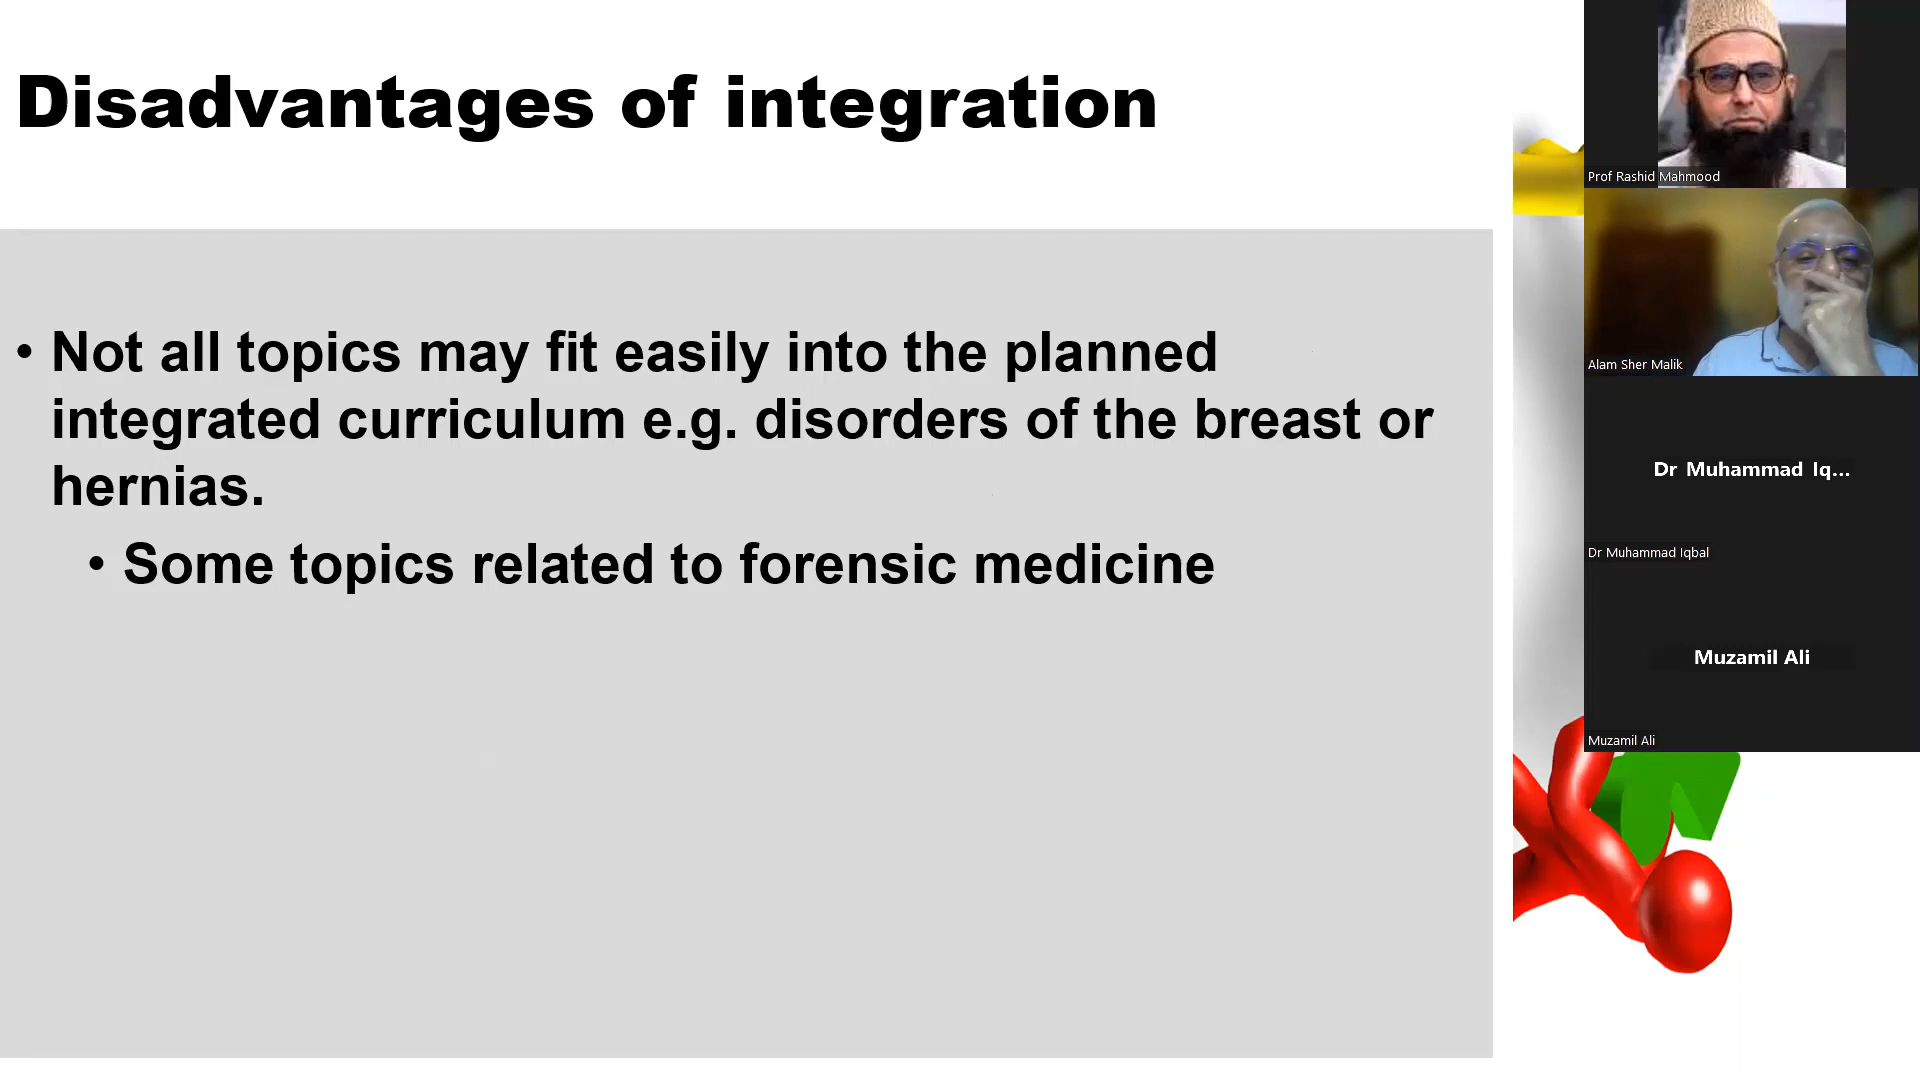 Disadvantages of integration
• Not all topics may fit easily into the planned
integrated curriculum e.g. disorders of the breast or
hernias.
• Some topics related to forensic medicine
Prof Rashid Mahmood
Alam Sher Malik
Dr Muhammad Iq...
Dr Muhammad Iqbal
Muzamil Ali
Muzamil Ali